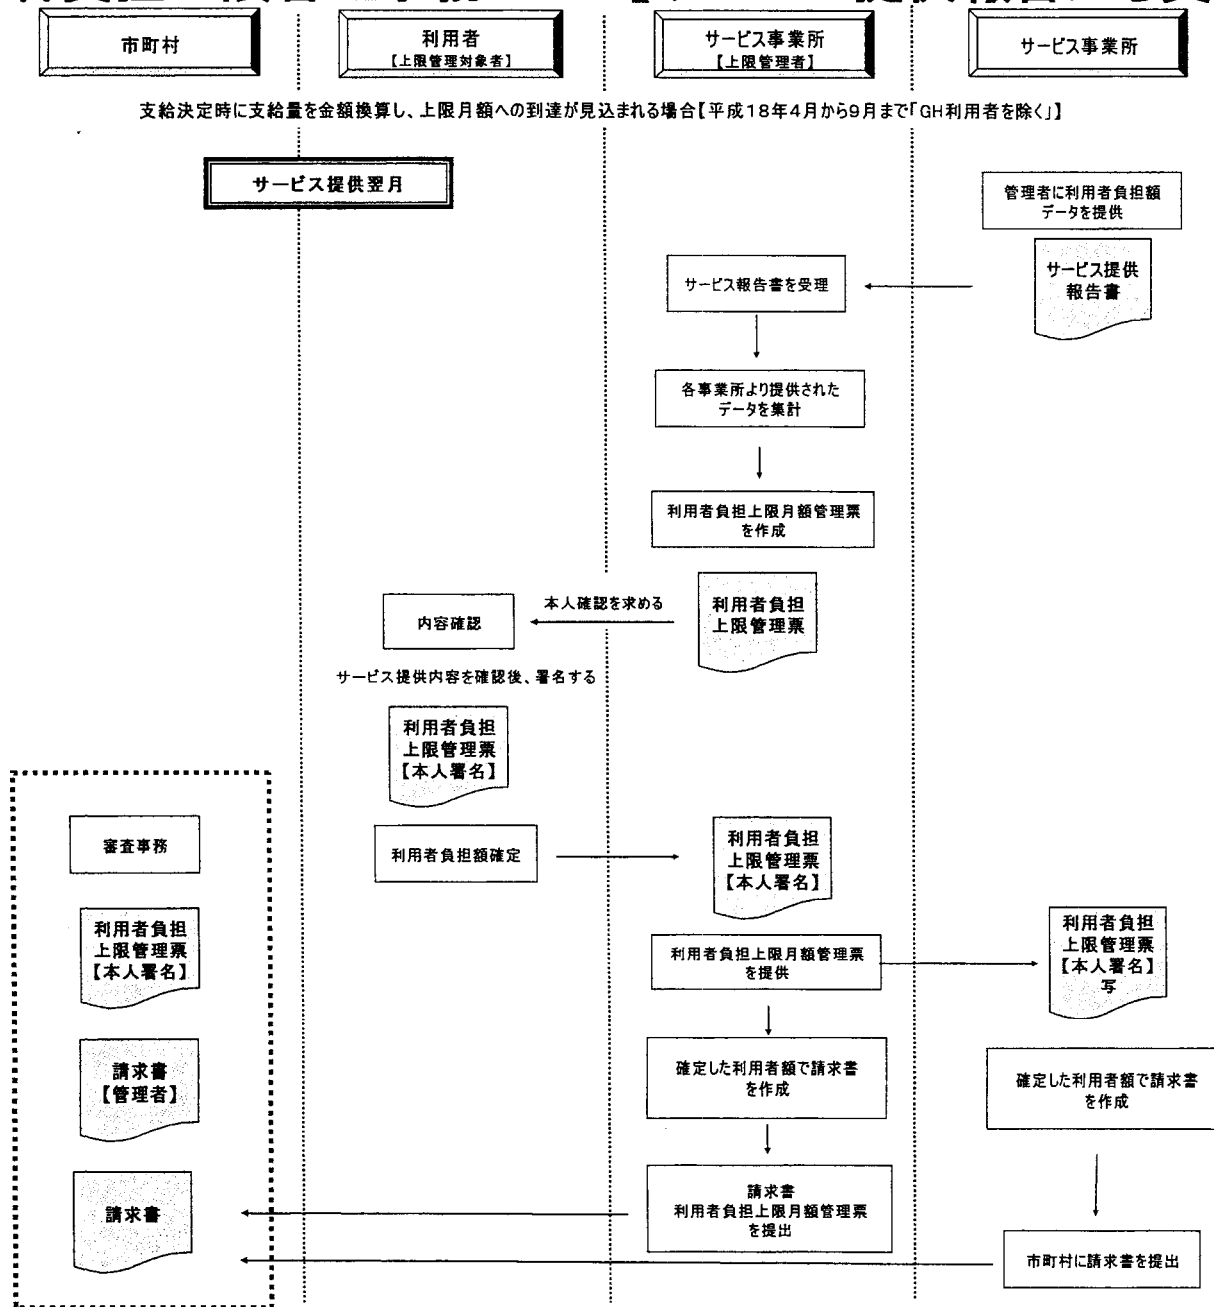 市町村
利用者
【上限管理対象者】
サービス事業所
【上限管理者】
サービス事業所
支給決定時に支給量を金額換算し、上限月額への到達が見込まれる場合【平成18年4月から9月まで「GH利用者を除く」】
サービス提供翌月
管理者に利用者負担額
データを提供
サービス提供
報告書
サービス報告書を受理
各事業所より提供された
データを集計
利用者負担上限月額管理票
を作成
利用者負担
上限管理票
本人確認を求める
内容確認
サービス提供内容を確認後、署名する
利用者負担
上限管理票
【本人署名】
利用者負担額確定
利用者負担
上限管理票
【本人署名】
審査事務
利用者負担
上限管理票
【本人署名】
利用者負担上限月額管理票
を提供
利用者負担
上限管理票
【本人署名】
写
請求書
【管理者】
確定した利用者額で請求書
を作成
確定した利用者額で請求書
を作成
請求書
請求書
利用者負担上限月額管理票
を提出
市町村に請求書を提出